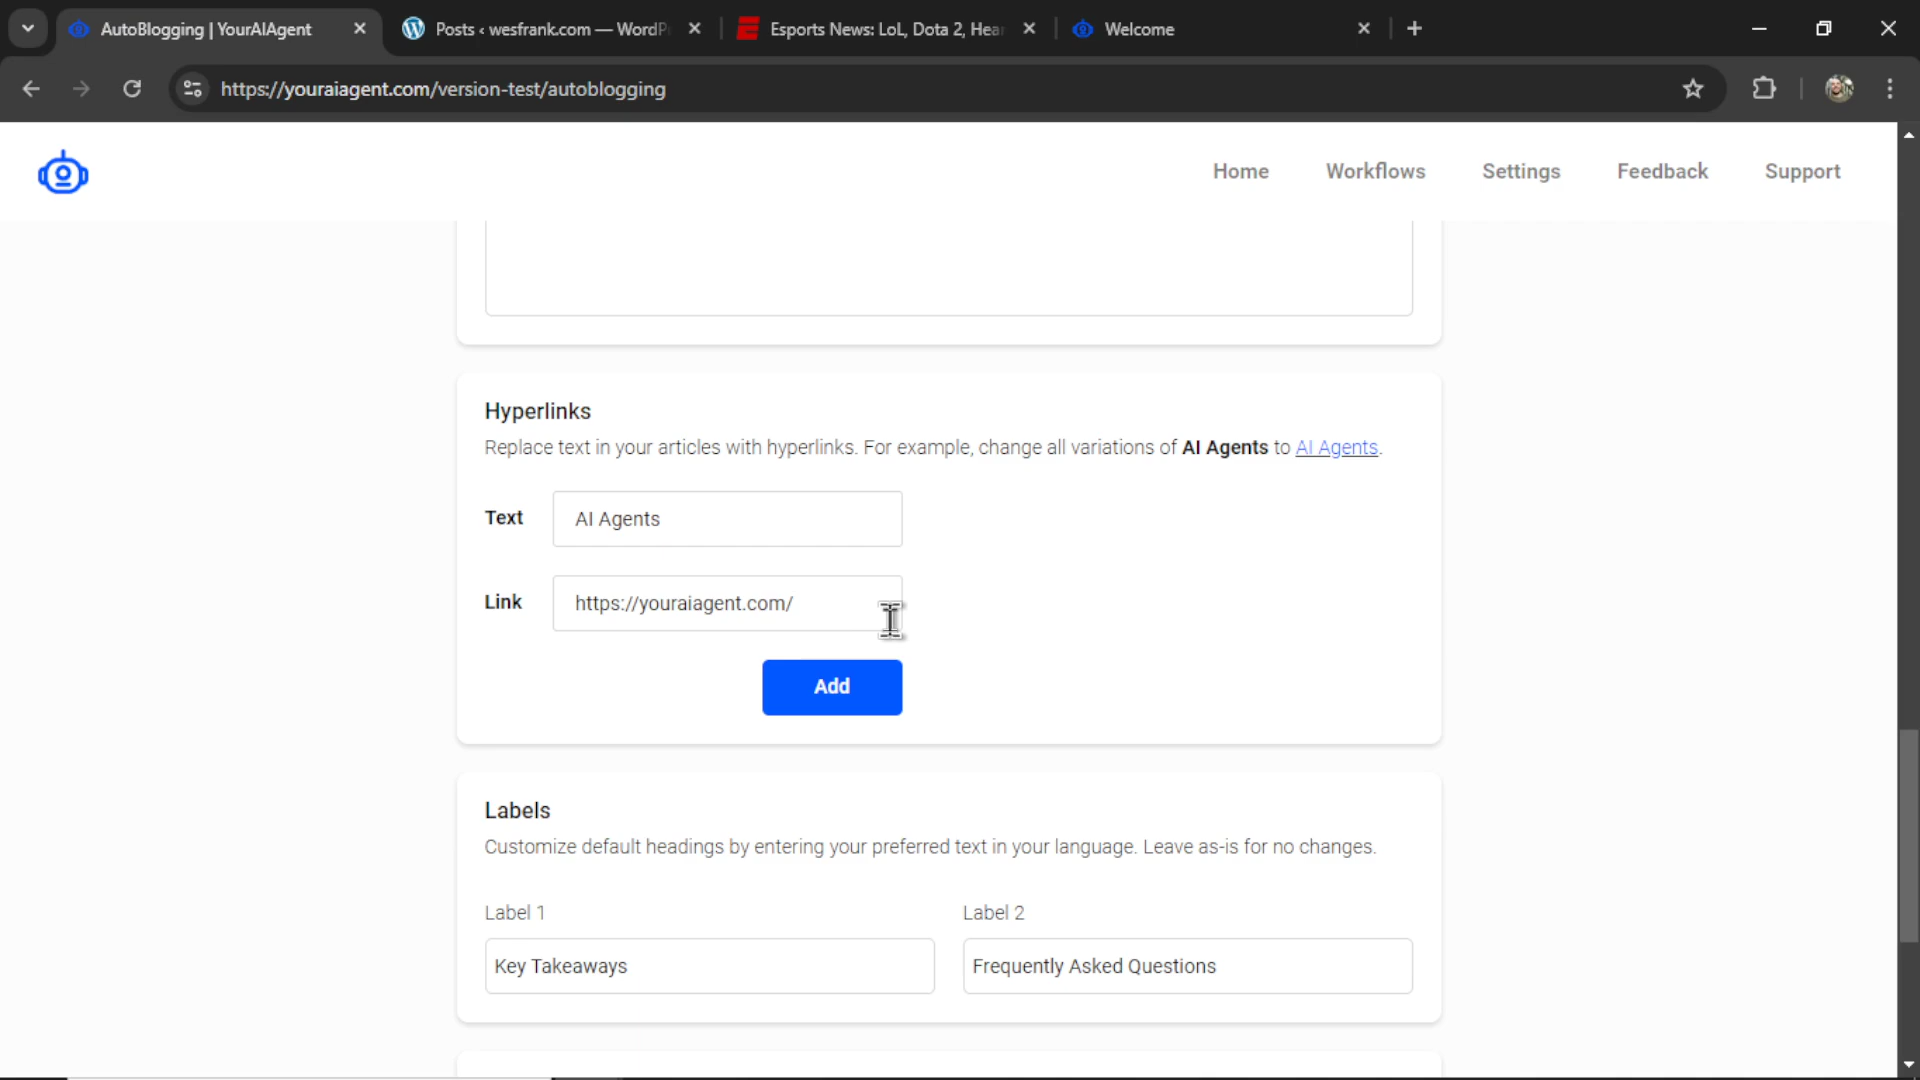 AutoBlogging | YourAIAgent
Posts ‹ wesfrank.com — WordP
Esports News: LoL, Dota 2, Hea
Welcome
https://youraiagent.com/version-test/autoblogging
Home
Workflows
Settings
Feedback
Support
Hyperlinks
Replace text in your articles with hyperlinks. For example, change all variations of AI Agents to AI Agents.
Text
AI Agents
Link
https://youraiagent.com/
Add
Labels
Customize default headings by entering your preferred text in your language. Leave as-is for no changes.
Label 1
Label 2
Key Takeaways
Frequently Asked Questions